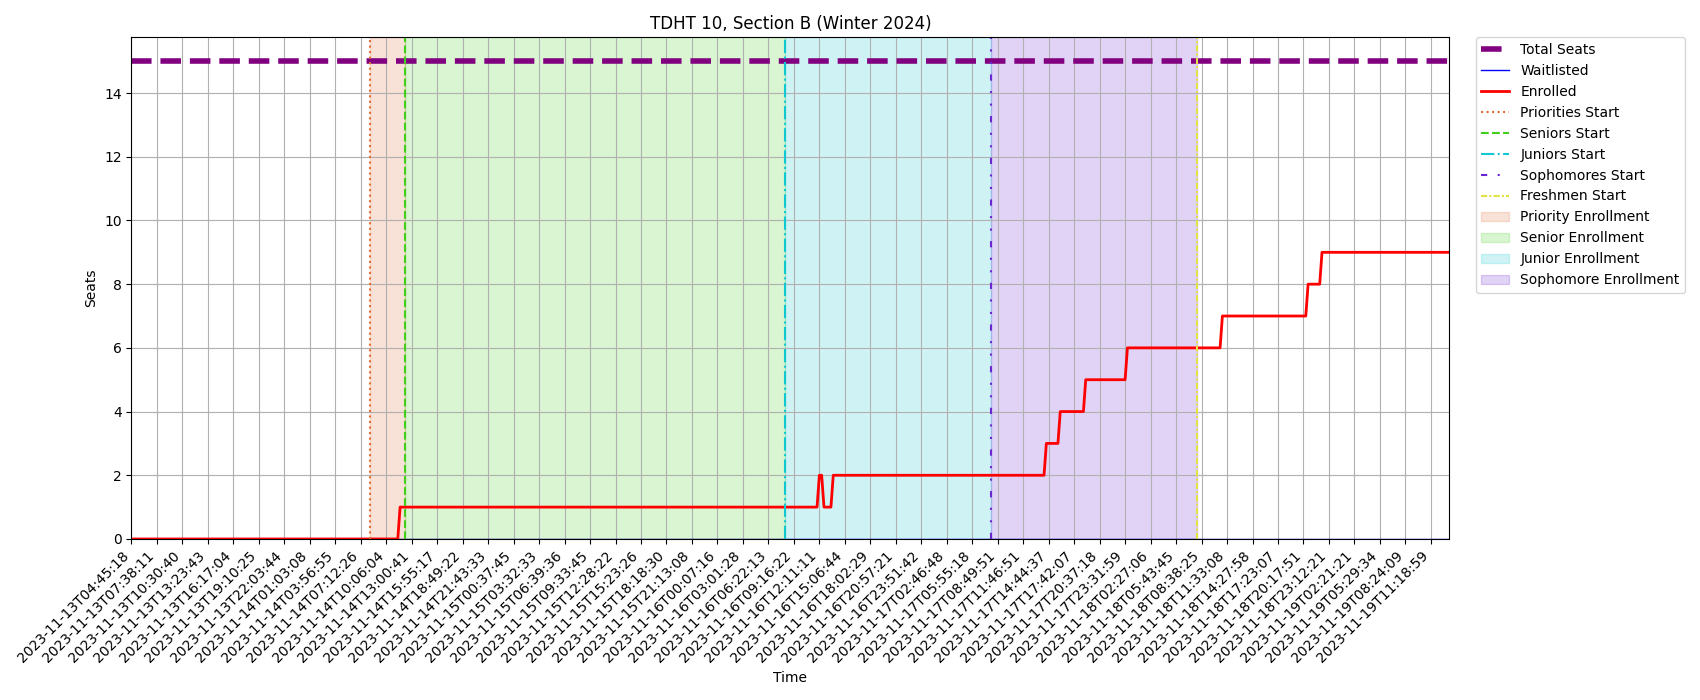 TDHT 10, Section B (Winter 2024)
Total Seats
Waitlisted
Enrolled
Priorities Start
Seniors Start
Juniors Start
Sophomores Start
Freshmen Start
Priority Enrollment
Senior Enrollment
Junior Enrollment
Sophomore Enrollment
Seats
14
12
10
8
6
4
2
0
2023-11-13T04:45:18
2023-11-13T07:38:11
2023-11-13T10:30:40
2023-11-13T13:23:43
2023-11-13T16:17:04
2023-11-13T19:10:25
2023-11-13T22:03:44
2023-11-14T01:03:08
2023-11-14T03:56:55
2023-11-14T07:12:26
2023-11-14T10:06:04
2023-11-14T13:00:41
2023-11-14T15:55:17
2023-11-14T18:49:22
2023-11-14T21:43:33
2023-11-15T00:37:45
2023-11-15T03:32:33
2023-11-15T06:39:36
2023-11-15T09:33:45
2023-11-15T12:28:22
2023-11-15T15:23:26
2023-11-15T18:18:30
2023-11-15T21:13:08
2023-11-16T00:07:16
2023-11-16T03:01:28
2023-11-16T06:22:13
2023-11-16T09:16:22
2023-11-16T12:11:11
2023-11-16T15:06:44
2023-11-16T18:02:29
2023-11-16T20:57:21
2023-11-16T23:51:42
2023-11-17T02:46:48
2023-11-17T05:55:18
2023-11-17T08:49:51
2023-11-17T11:46:51
2023-11-17T14:44:37
2023-11-17T17:42:07
2023-11-17T20:37:18
2023-11-17T23:31:59
2023-11-18T02:27:06
2023-11-18T05:43:45
2023-11-18T08:38:25
2023-11-18T11:33:08
2023-11-18T14:27:58
2023-11-18T17:23:07
2023-11-18T20:17:51
2023-11-18T23:12:21
2023-11-19T02:21:21
2023-11-19T05:29:34
2023-11-19T08:24:09
2023-11-19T11:18:59
Time